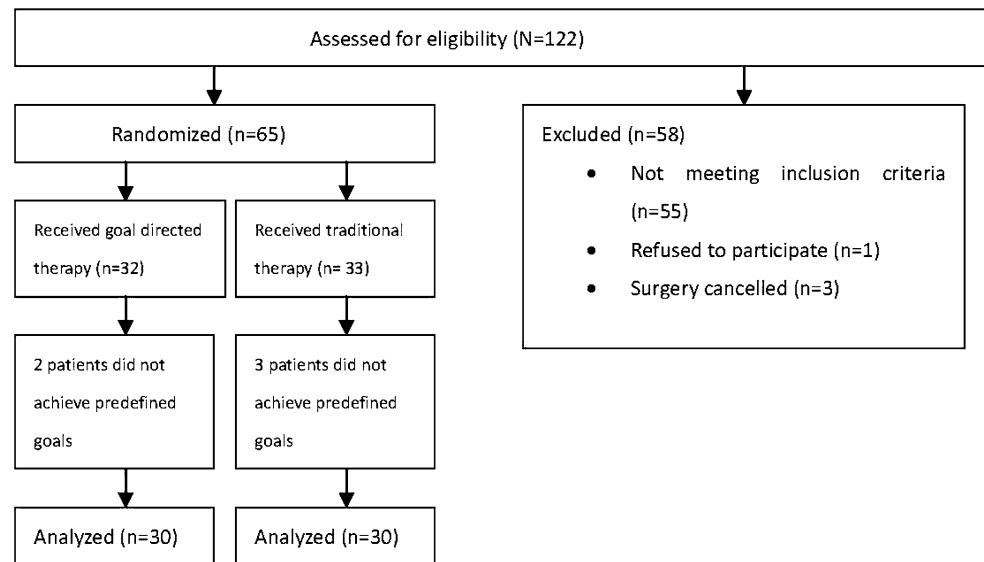 Assessed for eligibility (N=122)
Randomized (n=65)
Received goal directed
therapy (n=32)
2 patients did not
achieve predefined
goals
Analyzed (n=30)
Received traditional
therapy (n= 33)
3 patients did not
achieve predefined
goals
Analyzed (n=30)
Excluded (n=58)
• Not meeting inclusion criteria
(n=55)
• Refused to participate (n=1)
• Surgery cancelled (n=3)